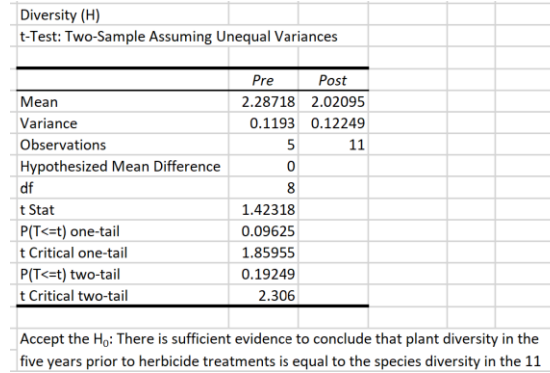 Diversity (H)
t-Test: Two-Sample Assuming Unequal Variances
Pre Post
Mean 2.28718 2.02095
Variance 0.1193 0.12249
Observations 5 11
Hypothesized Mean Difference 0
df 8
t Stat 1.42318
P(T<=t) one-tail 0.09625
t Critical one-tail 1.85955
P(T<=t) two-tail 0.19249
t Critical two-tail 2.306
Accept the H₀: There is sufficient evidence to conclude that plant diversity in the
five years prior to herbicide treatments is equal to the species diversity in the 11